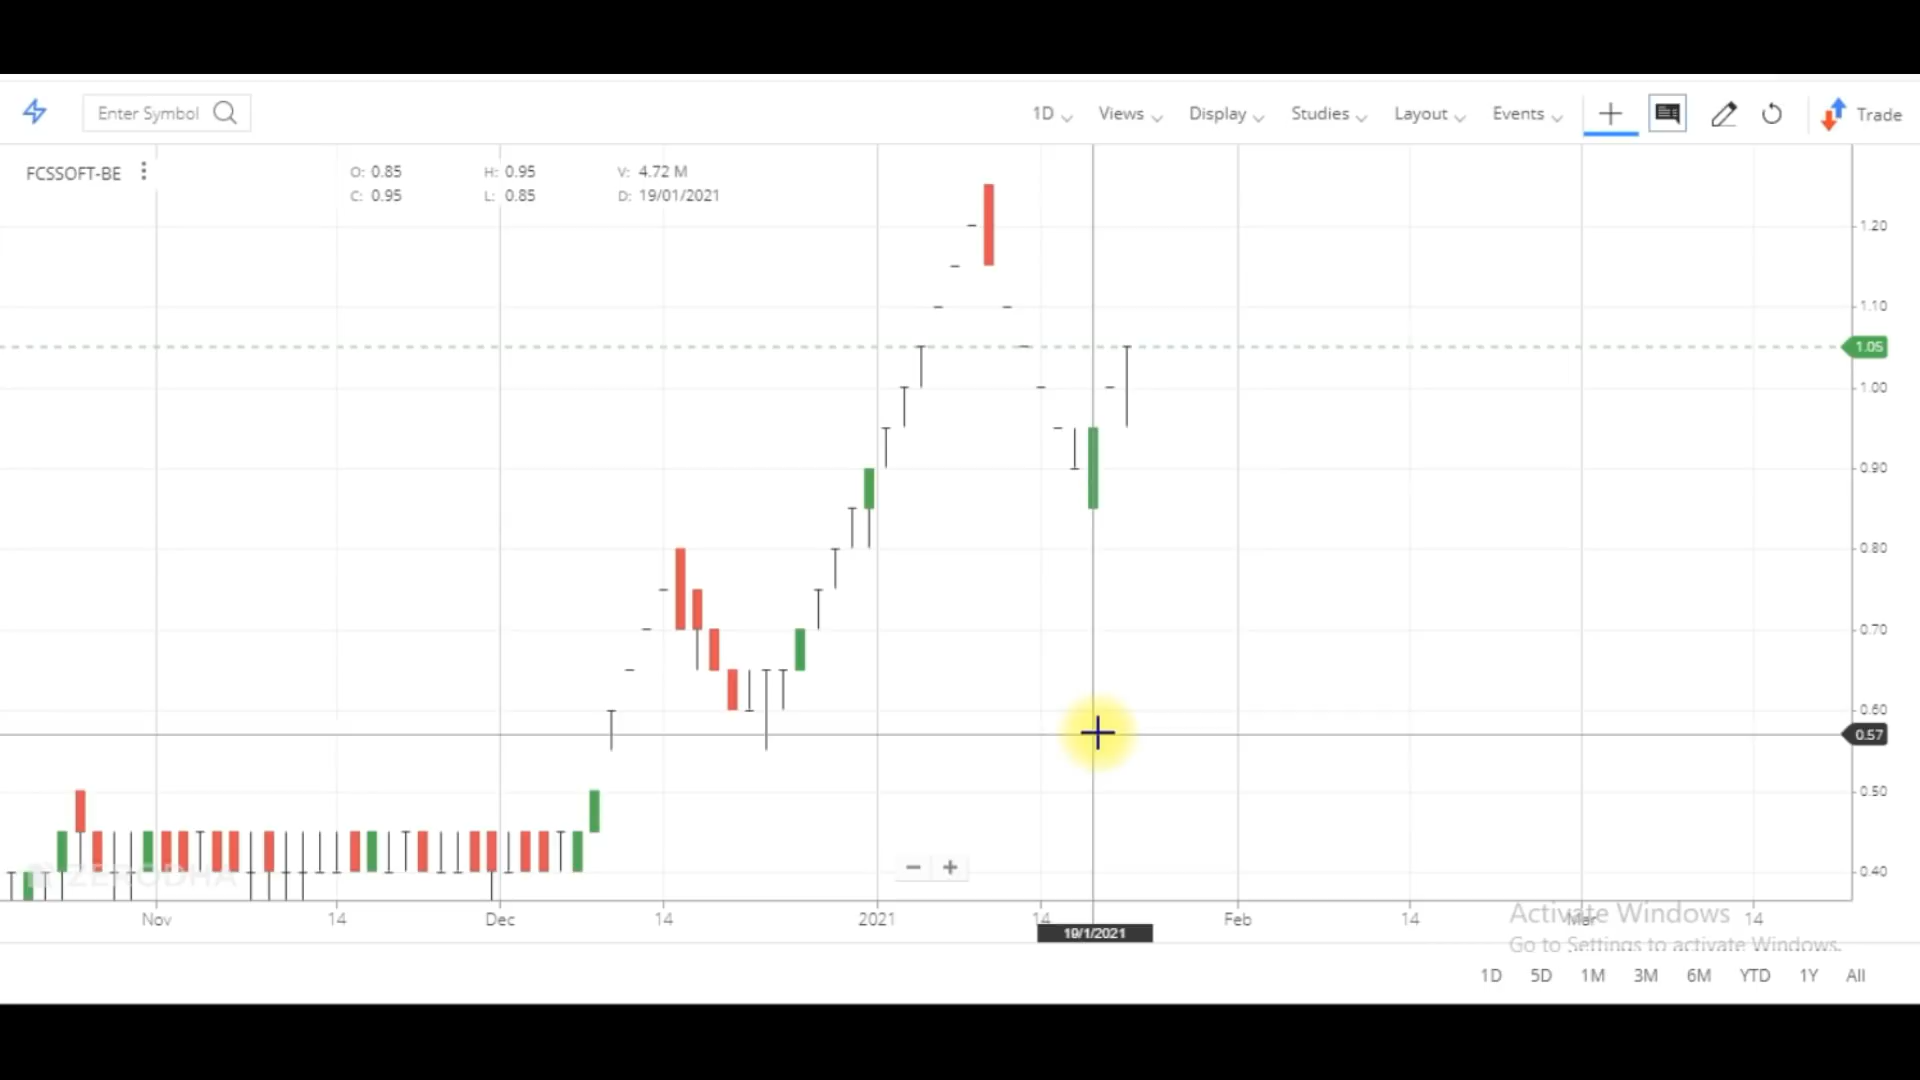 Enter Symbol
1D Views Display Studies Layout Events Trade
FCSSOFT-BE O: 0.85 H: 0.95 V: 4.72 M
C: 0.95 L: 0.85 D: 19/01/2021
1.20
1.10
1.05
1.00
0.90
0.80
0.70
0.60
0.57
0.50
0.40
ZERODHA
Nov 14 Dec 14 2021 14 Feb 14 Mar 14
19/1/2021
Activate Windows
Go to Settings to activate Windows.
1D 5D 1M 3M 6M YTD 1Y All